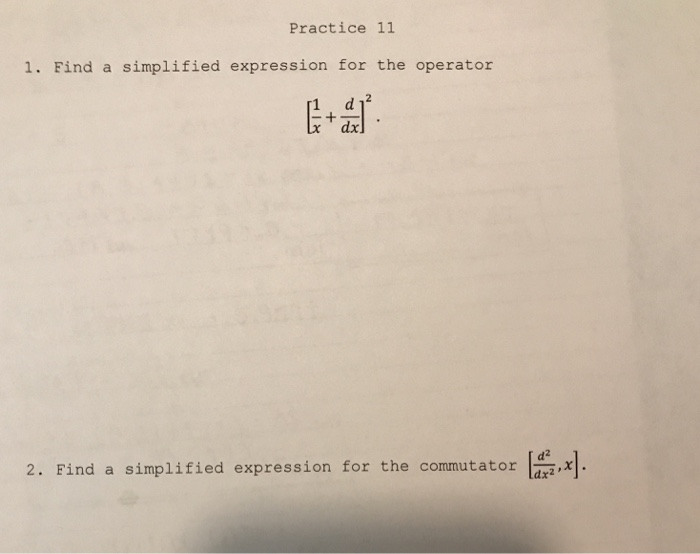 Practice 11
1. Find a simplified expression for the operator
[1/x + d/dx]².
2. Find a simplified expression for the commutator [d²/dx², x].